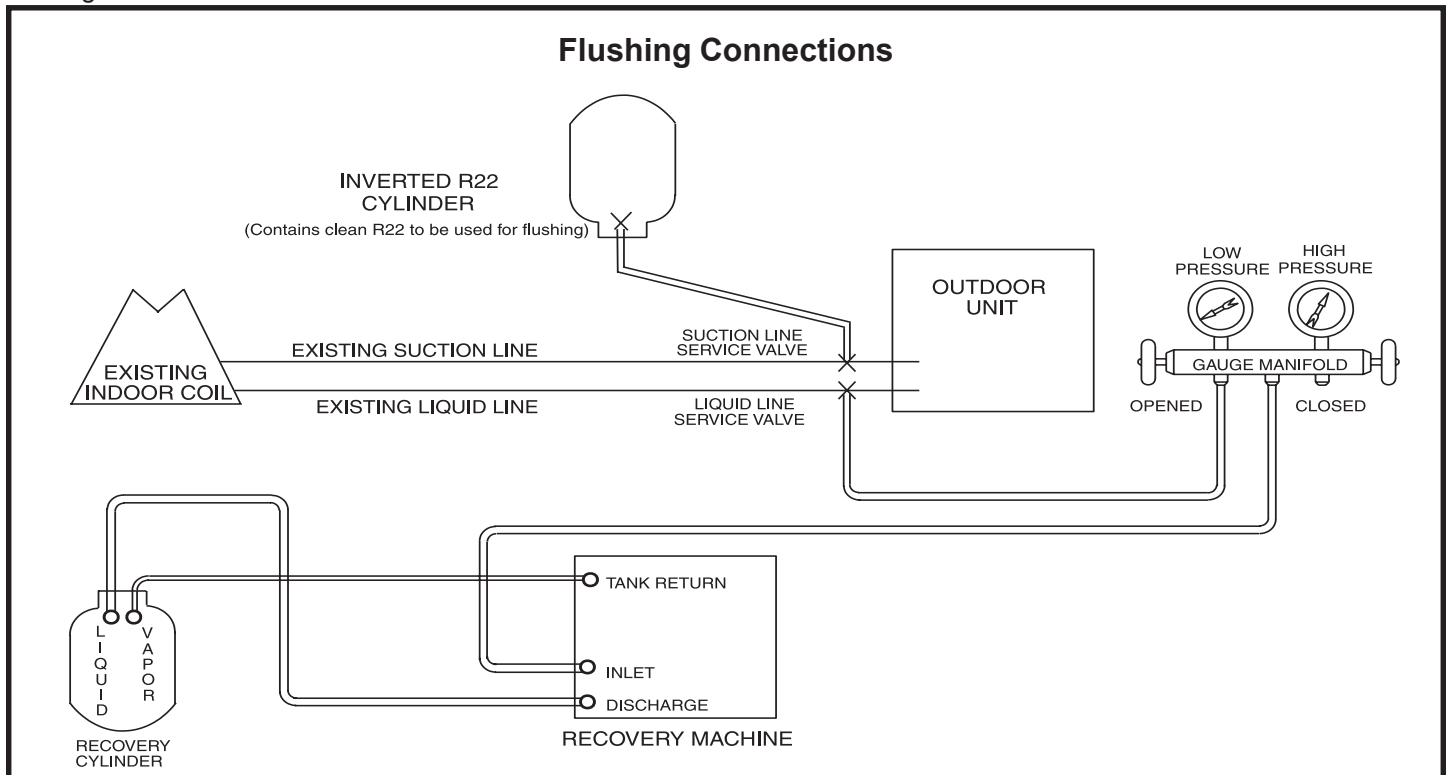 Flushing Connections
INVERTED R22
CYLINDER
(Contains clean R22 to be used for flushing)
LOW
PRESSURE
HIGH
PRESSURE
OUTDOOR
UNIT
SUCTION LINE
SERVICE VALVE
EXISTING SUCTION LINE
GAUGE MANIFOLD
EXISTING
INDOOR COIL
EXISTING LIQUID LINE
LIQUID LINE
SERVICE VALVE
OPENED
CLOSED
TANK RETURN
LIQUID
VAPOR
INLET
DISCHARGE
RECOVERY
CYLINDER
RECOVERY MACHINE